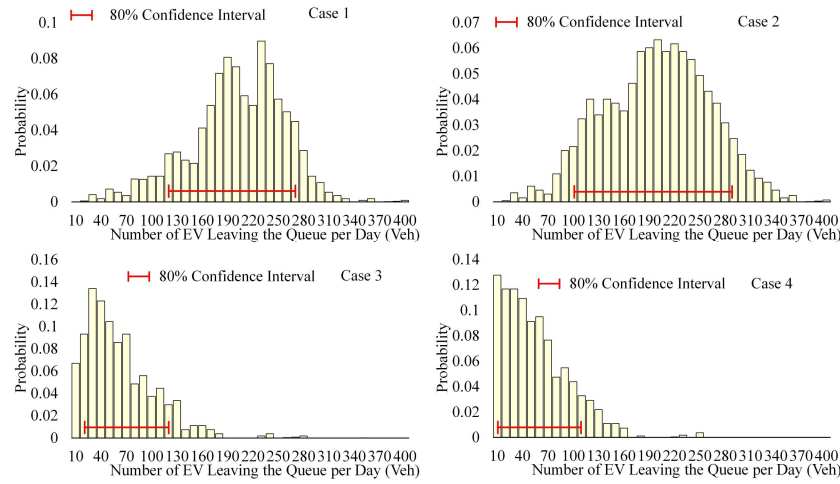 80% Confidence Interval Case 1
0.1
0.08
0.06
0.04
0.02
0
Probability
10 40 70 100 130 160 190 220 250 280 310 340 370 400
Number of EV Leaving the Queue per Day (Veh)
80% Confidence Interval Case 2
0.07
0.06
0.05
0.04
0.03
0.02
0.01
0
Probability
10 40 70 100 130 160 190 220 250 280 310 340 370 400
Number of EV Leaving the Queue per Day (Veh)
80% Confidence Interval Case 3
0.16
0.14
0.12
0.1
0.08
0.06
0.04
0.02
0
Probability
10 40 70 100 130 160 190 220 250 280 310 340 370 400
Number of EV Leaving the Queue per Day (Veh)
80% Confidence Interval Case 4
0.14
0.12
0.1
0.08
0.06
0.04
0.02
0
Probability
10 40 70 100 130 160 190 220 250 280 310 340 370 400
Number of EV Leaving the Queue per Day (Veh)